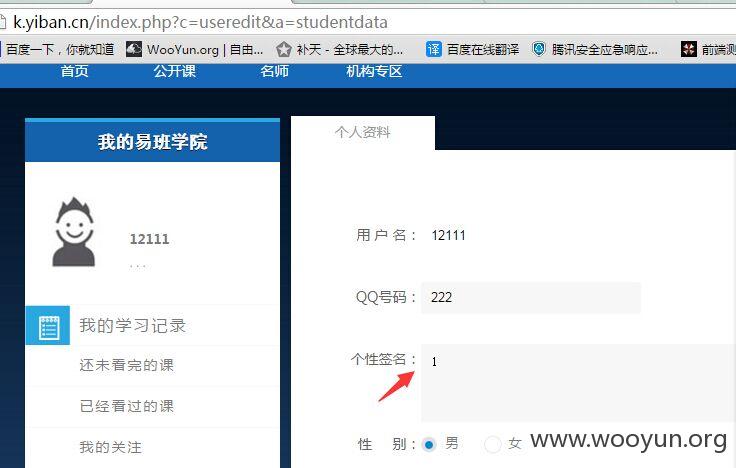 k.yiban.cn/index.php?c=useredit&a=studentdata
百度一下，你就知道 WooYun.org | 自由... 补天 - 全球最大的... 译 百度在线翻译 腾讯安全应急响应... 前端测
首页 公开课 名师 机构专区
我的易班学院
12111
...
我的学习记录
还未看完的课
已经看过的课
我的关注
个人资料
用 户 名： 12111
QQ号码： 222
个性签名： 1
性 别： 男 女
www.wooyun.org